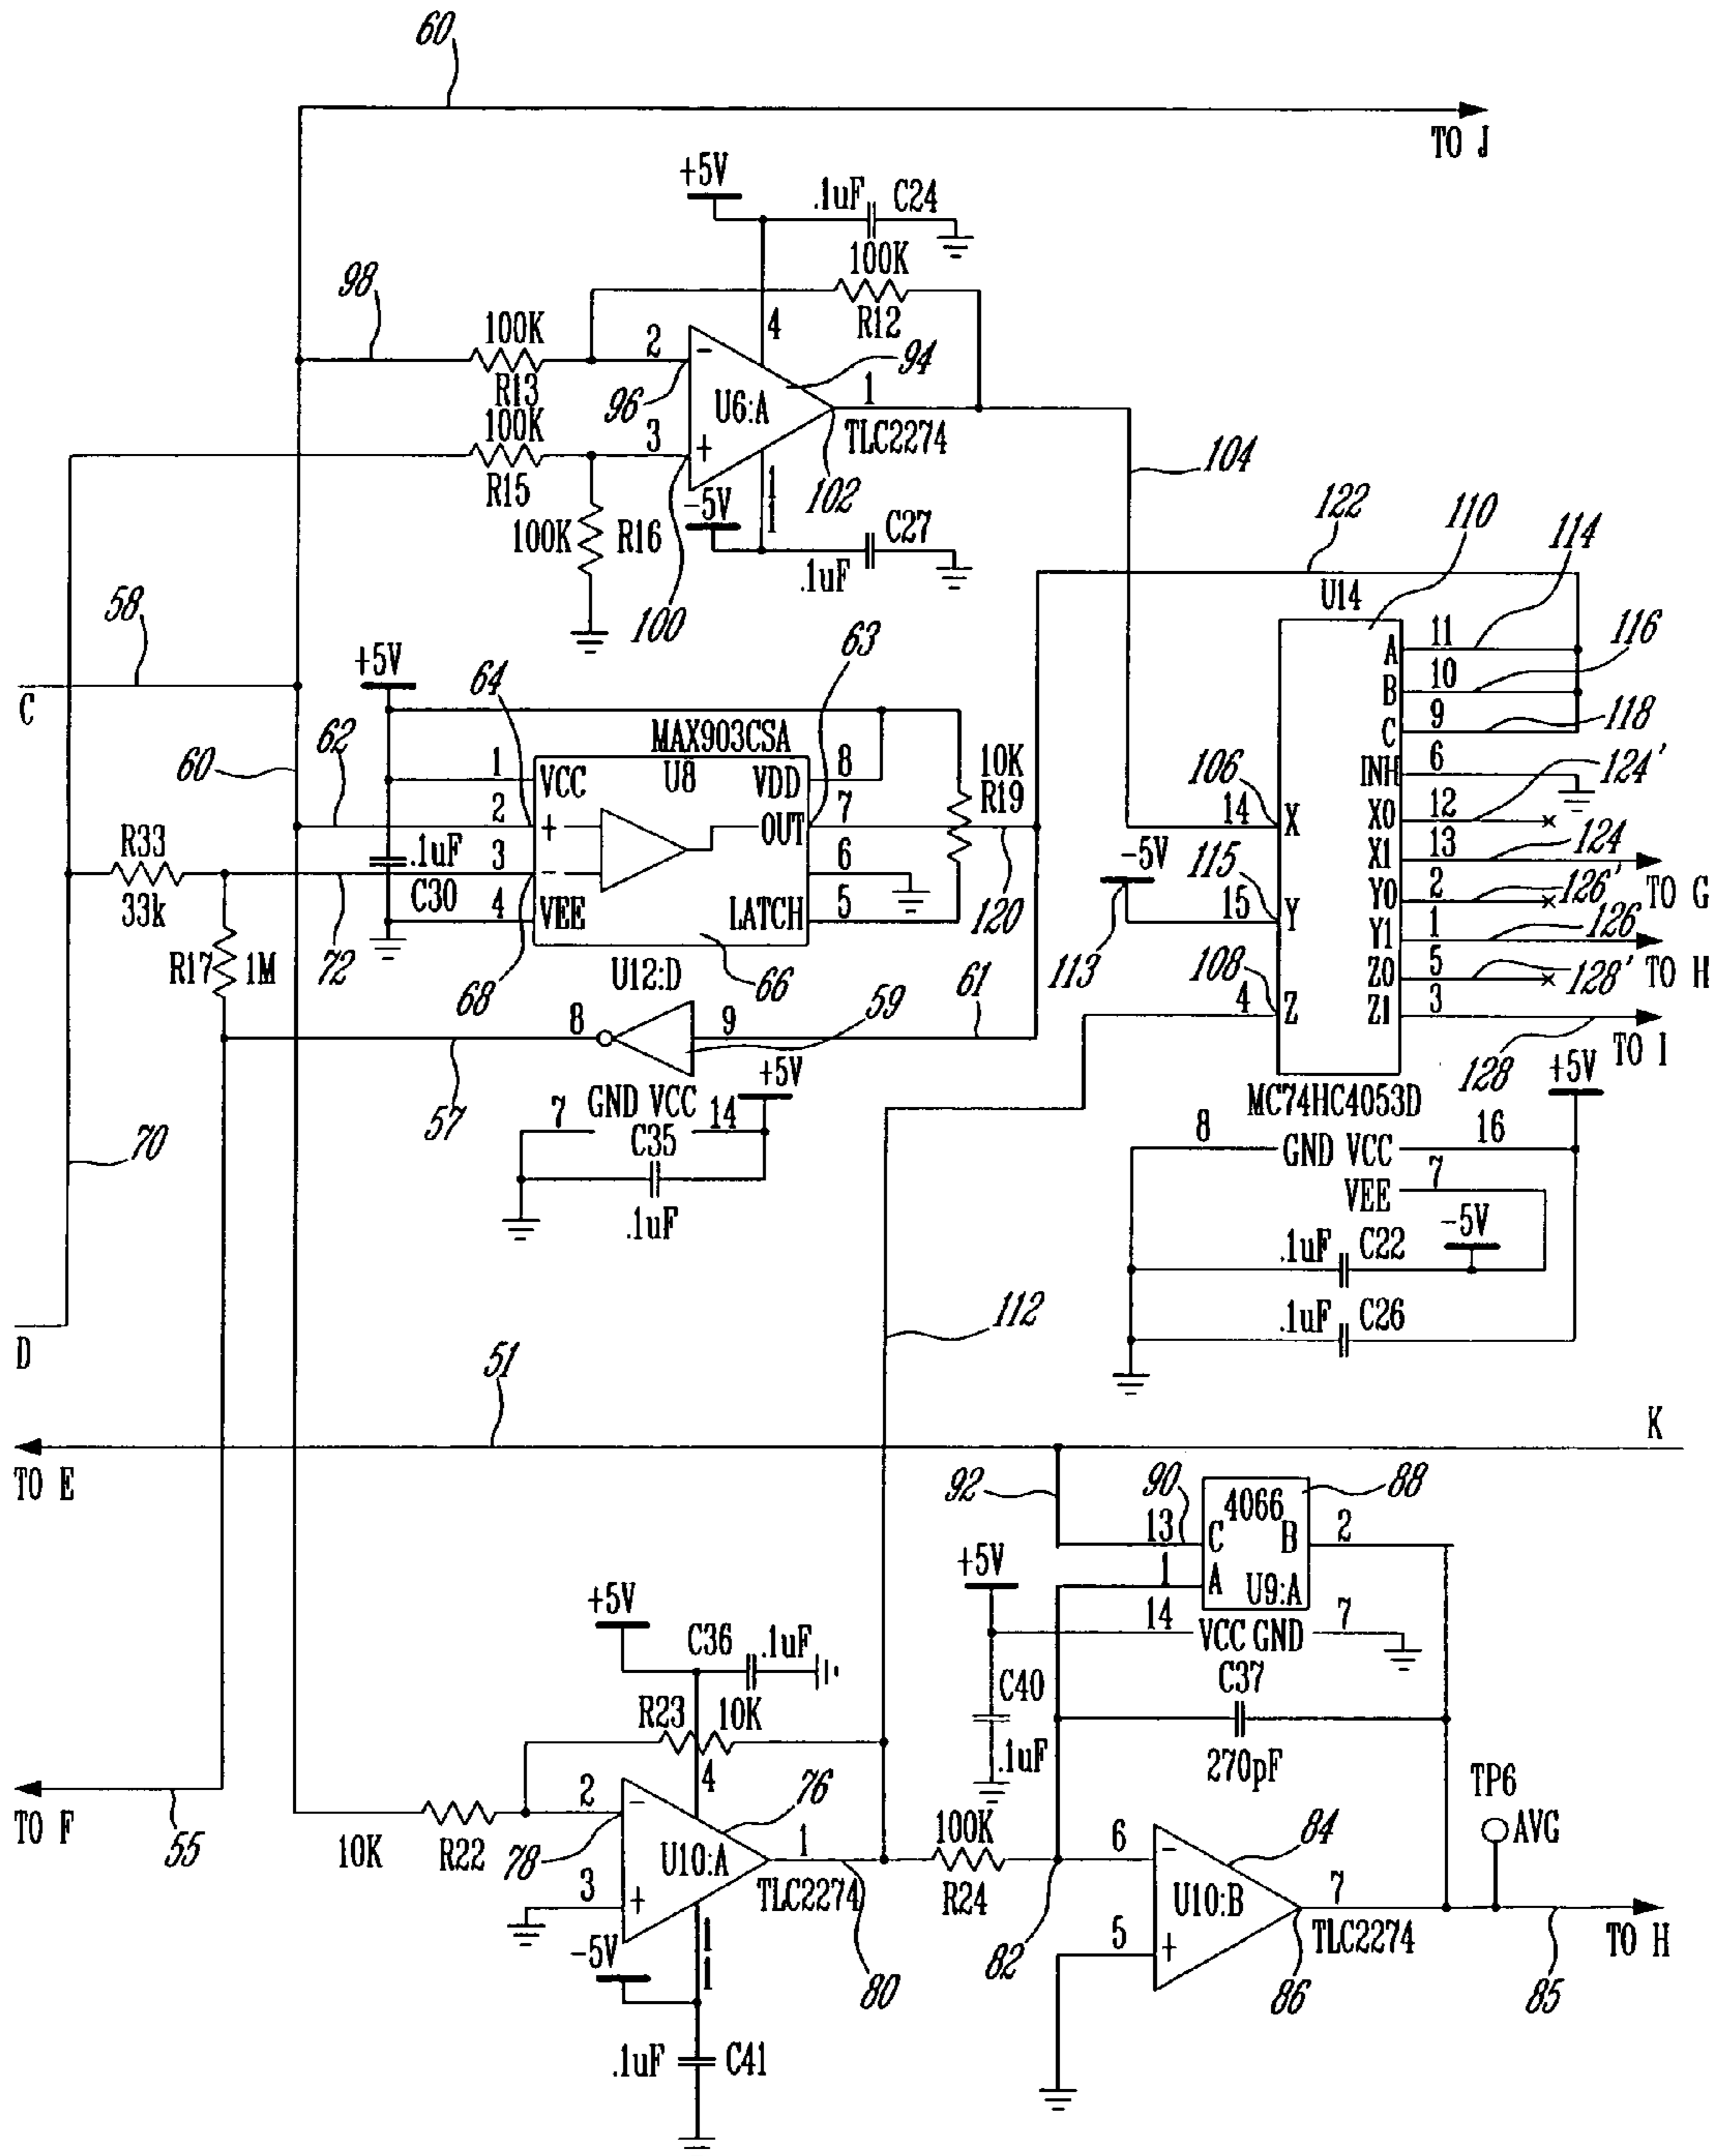 60
TO J
+5V
.1uF
C24
100K
R12
98
100K
R13
2
-
4
94
96
U6:A
1
TLC2274
100K
R15
3
+
104
102
-5V
1
1
100K
R16
C27
.1uF
100
122
110
114
U14
58
C
+5V
64
63
A
11
116
B
10
C
9
118
62
60
MAX903CSA
U8
1
VCC
VDD
8
10K
R19
INH
6
124'
106
2
+
OUT
7
14
X
X0
12
X1
13
124
TO G
R33
33k
.1uF
C30
3
-
6
-5V
115
Y0
2
126'
4
VEE
LATCH
5
120
15
Y
Y1
1
126
TO H
R17
1M
72
68
U12:D
66
61
113
108
4
Z
Z0
5
128'
Z1
3
TO I
8
9
59
128
57
+5V
7
GND VCC
14
C35
.1uF
MC74HC4053D
+5V
8
GND VCC
16
VEE
7
-5V
70
.1uF
C22
.1uF
C26
D
112
51
K
TO E
92
90
88
4066
13
C
B
2
1
A
U9:A
+5V
14
VCC GND
7
+5V
C36
.1uF
C40
.1uF
C37
270pF
R23
10K
4
TP6
AVG
TO F
55
10K
R22
2
-
76
78
U10:A
1
TLC2274
80
3
+
-5V
1
1
100K
R24
82
6
-
84
U10:B
7
TLC2274
5
+
86
85
TO H
.1uF
C41